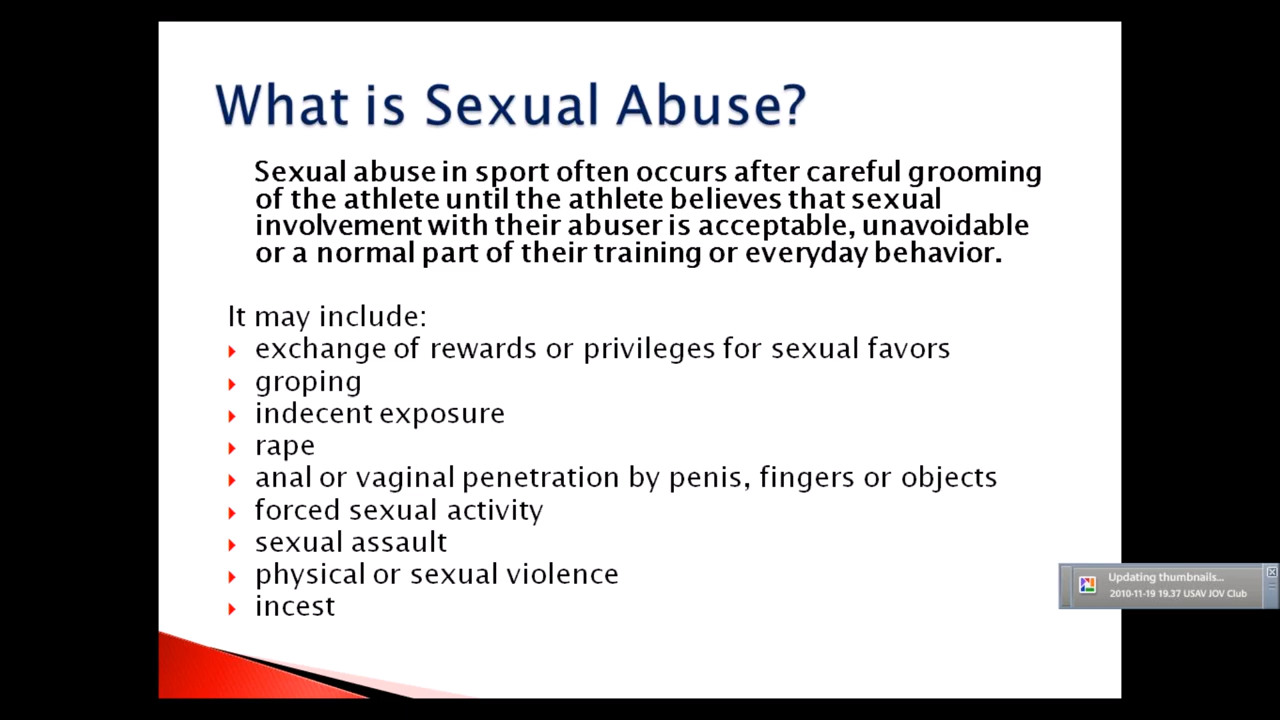 What is Sexual Abuse?
Sexual abuse in sport often occurs after careful grooming
of the athlete until the athlete believes that sexual
involvement with their abuser is acceptable, unavoidable
or a normal part of their training or everyday behavior.
It may include:
exchange of rewards or privileges for sexual favors
groping
indecent exposure
rape
anal or vaginal penetration by penis, fingers or objects
forced sexual activity
sexual assault
physical or sexual violence
incest
Updating thumbnails...
2010-11-19 19.37 USAV JOV Club